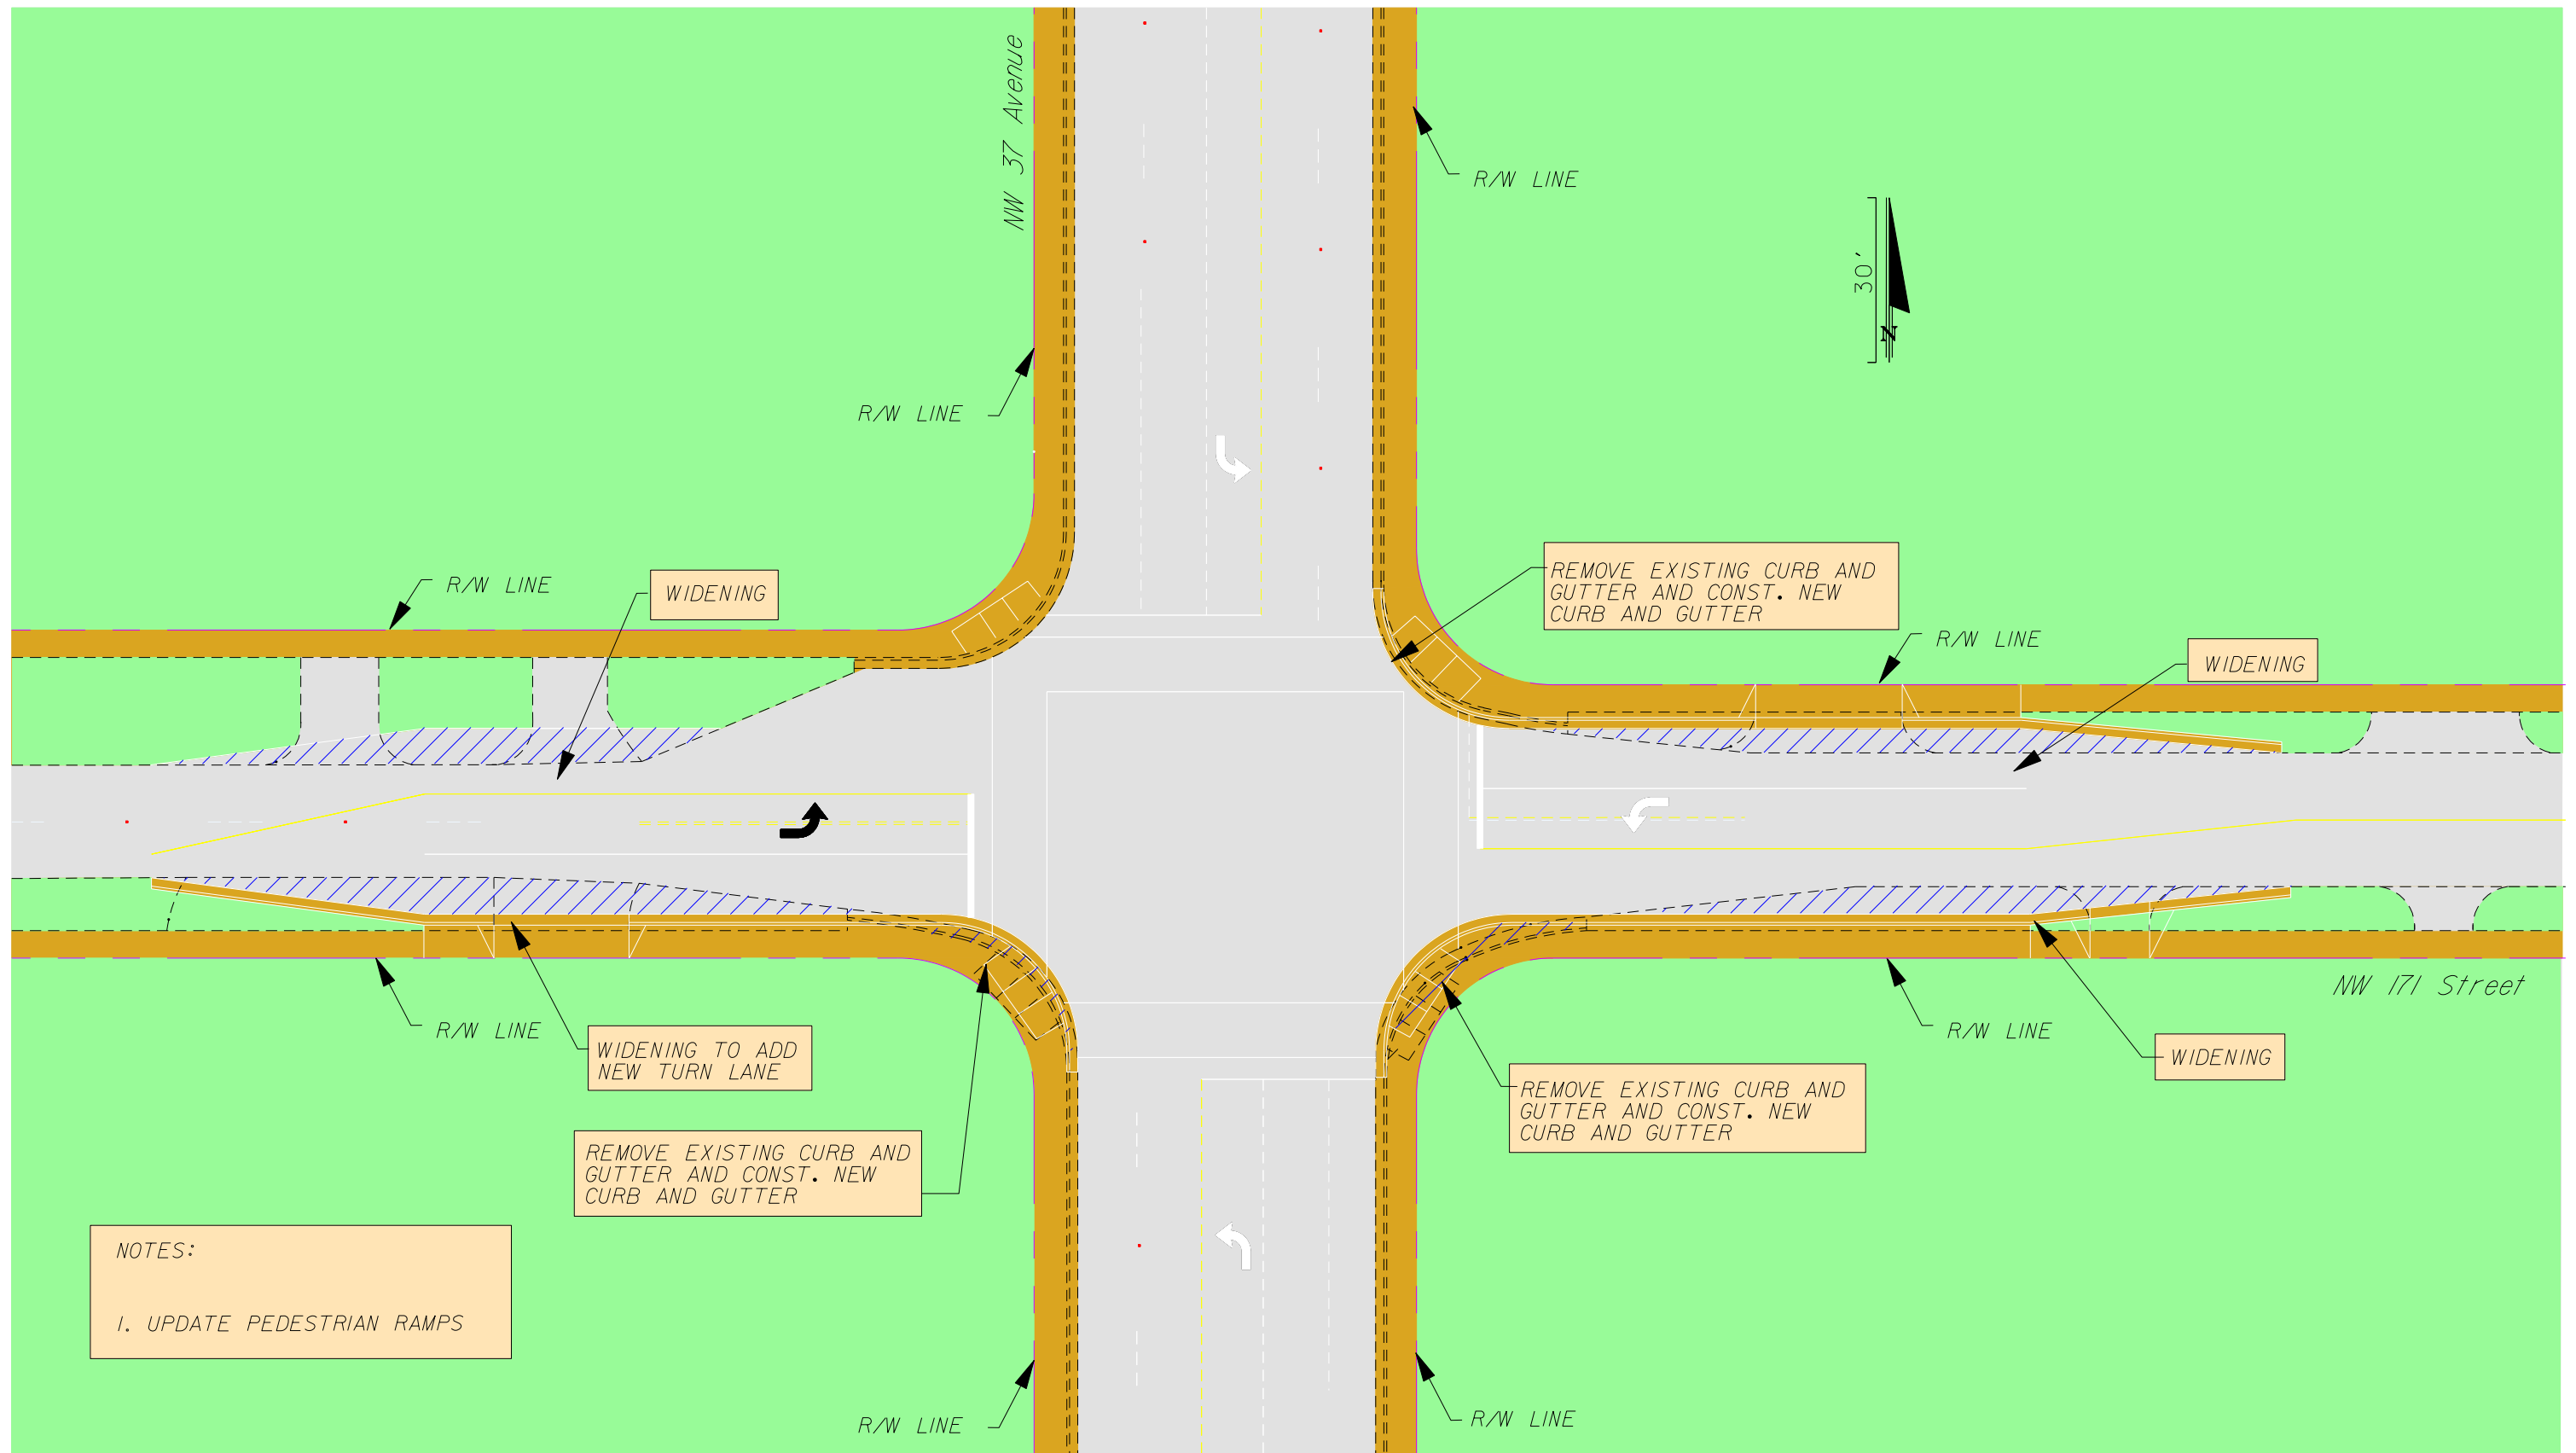 NW 37 Avenue
R/W LINE
30'
N
R/W LINE
R/W LINE
WIDENING
REMOVE EXISTING CURB AND
GUTTER AND CONST. NEW
CURB AND GUTTER
R/W LINE
WIDENING
NW 171 Street
R/W LINE
WIDENING TO ADD
NEW TURN LANE
R/W LINE
WIDENING
REMOVE EXISTING CURB AND
GUTTER AND CONST. NEW
CURB AND GUTTER
REMOVE EXISTING CURB AND
GUTTER AND CONST. NEW
CURB AND GUTTER
NOTES:
1. UPDATE PEDESTRIAN RAMPS
R/W LINE
R/W LINE